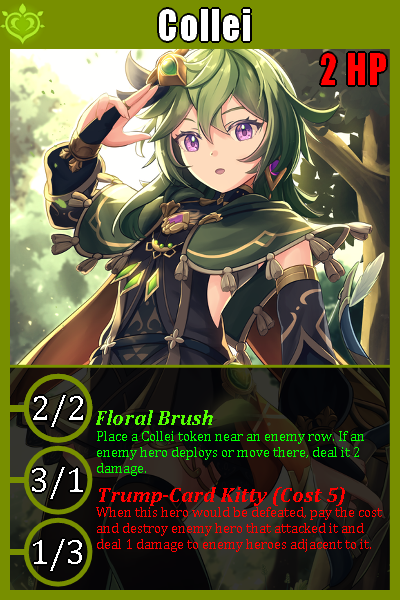 Collei
2 HP
2/2
3/1
1/3
Floral Brush
Place a Collei token near an enemy row. If an
enemy hero deploys or move there, deal it 2
damage.
Trump-Card Kitty (Cost 5)
When this hero would be defeated, pay the cost
and destroy enemy hero that attacked it and
deal 1 damage to enemy heroes adjacent to it.